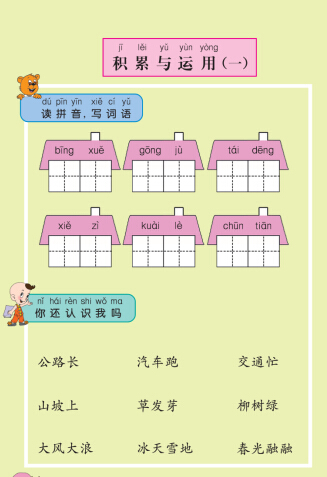 jī lěi yǔ yùn yòng
积累与运用(一)
dú pīn yīn xiě cí yǔ
读拼音,写词语
bīng xuě gōng jù tái dēng
xiě zì kuài lè chūn tiān
nǐ hái rèn shi wǒ ma
你还认识我吗
公路长 汽车跑 交通忙
山坡上 草发芽 柳树绿
大风大浪 冰天雪地 春光融融